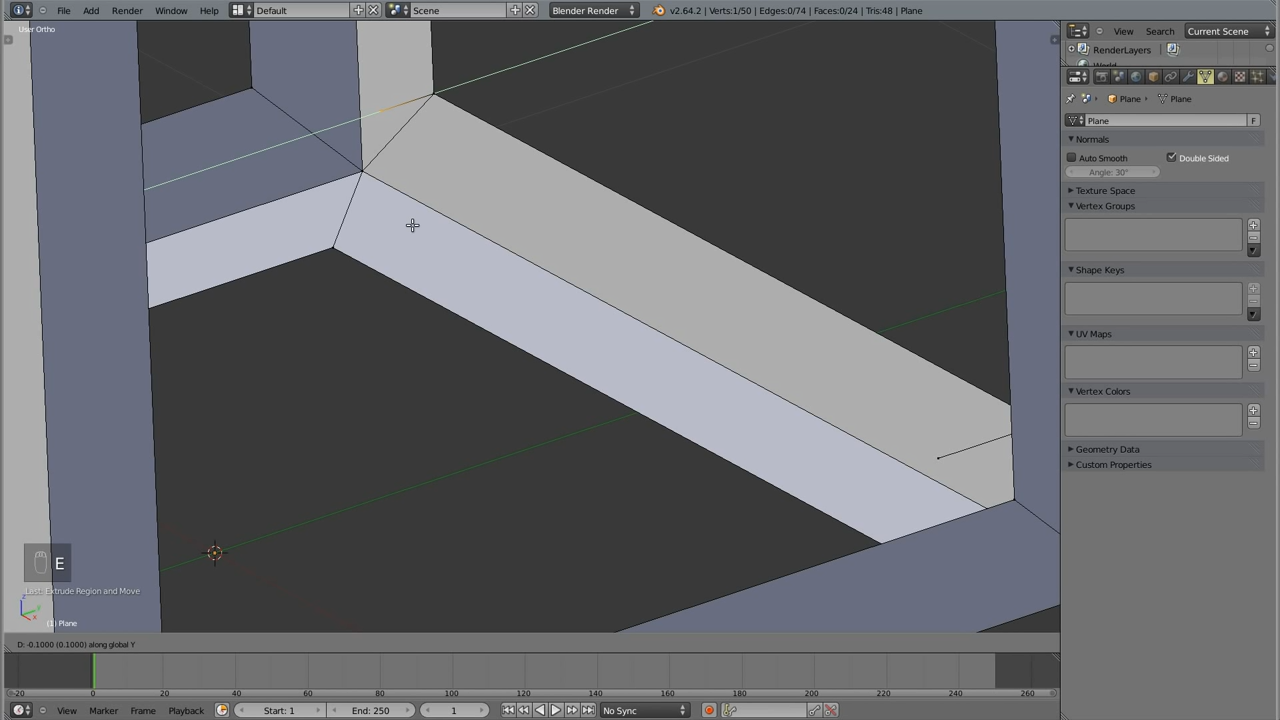 File Add Render Window Help Default Scene Blender Render v2.64.2 | Verts:1/50 | Edges:0/74 | Faces:0/24 | Tris:48 | Plane
User Ortho
View Search Current Scene
RenderLayers
Plane Plane
Plane F
Normals
Auto Smooth Double Sided
Angle: 30°
Texture Space
Vertex Groups
Shape Keys
UV Maps
Vertex Colors
Geometry Data
Custom Properties
E
Last: Extrude Region and Move
(1) Plane
D: -0.1000 (0.1000) along global Y
-20 0 20 40 60 80 100 120 140 160 180 200 220 240 260
View Marker Frame Playback Start: 1 End: 250 1 No Sync